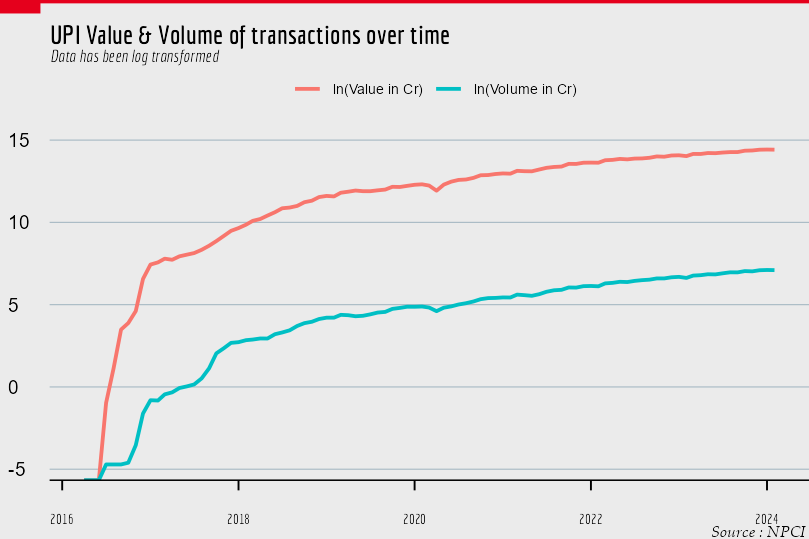 UPI Value & Volume of transactions over time
Data has been log transformed
ln(Value in Cr) ln(Volume in Cr)
15
10
5
0
-5
2016 2018 2020 2022 2024
Source : NPCI